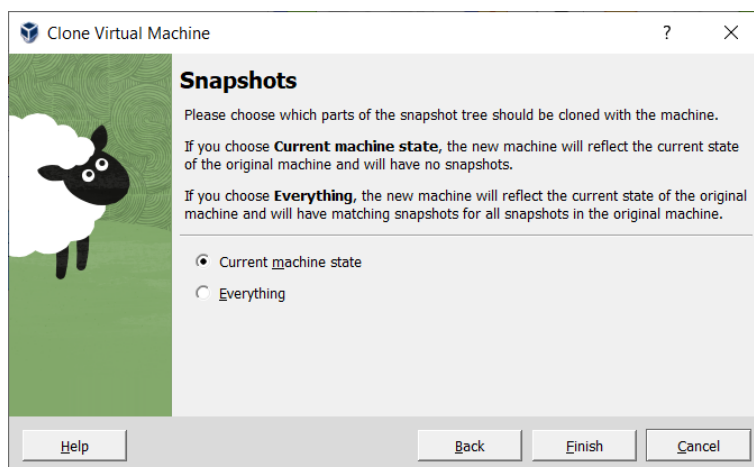 Clone Virtual Machine
?
Snapshots
Please choose which parts of the snapshot tree should be cloned with the machine.
If you choose Current machine state, the new machine will reflect the current state
of the original machine and will have no snapshots.
If you choose Everything, the new machine will reflect the current state of the original
machine and will have matching snapshots for all snapshots in the original machine.
Current machine state
Everything
Help
Back
Finish
Cancel